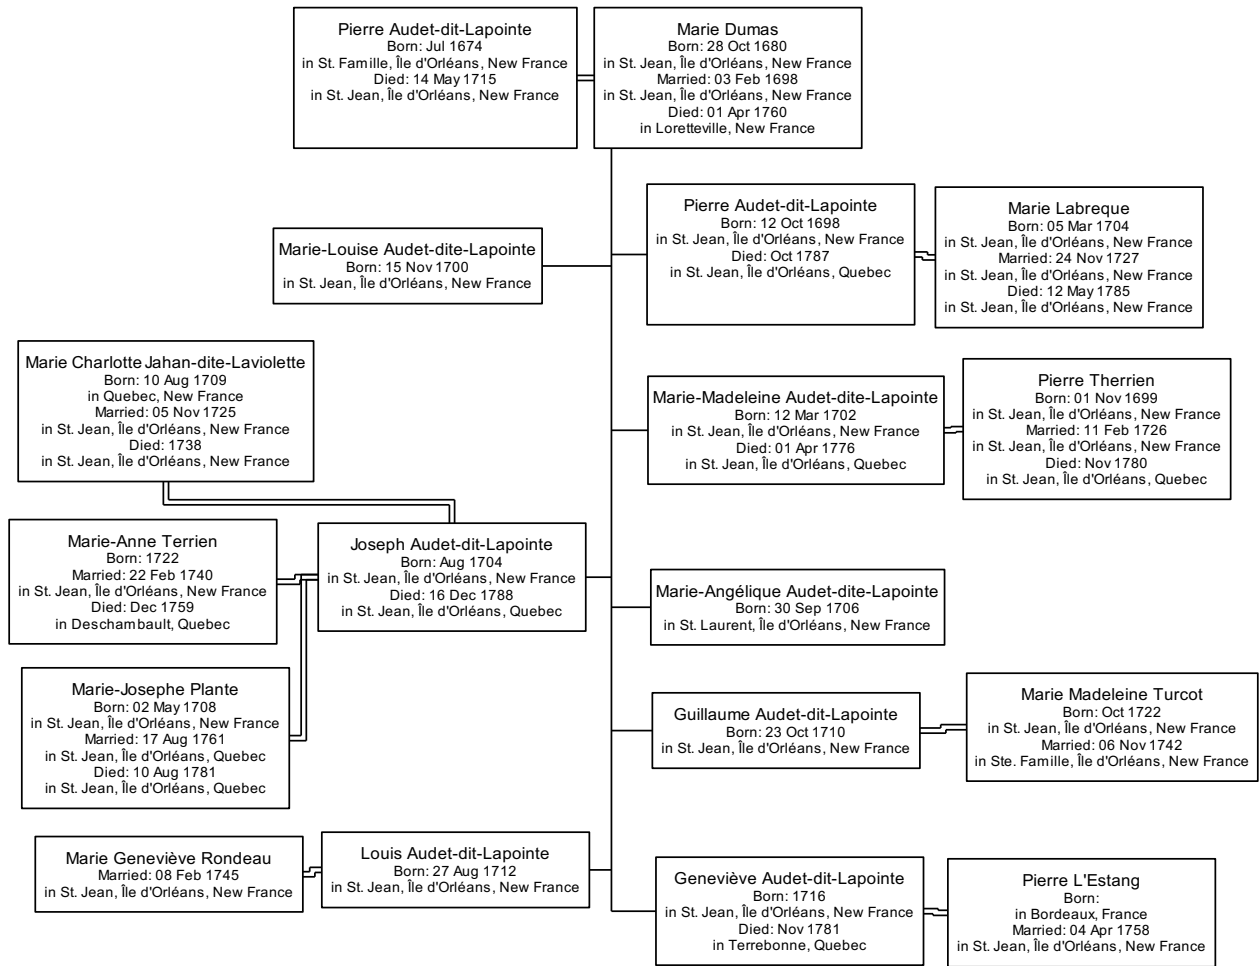 Pierre Audet-dit-Lapointe
Born: Jul 1674
in St. Famille, Île d'Orléans, New France
Died: 14 May 1715
in St. Jean, Île d'Orléans, New France
Marie Dumas
Born: 28 Oct 1680
in St. Jean, Île d'Orléans, New France
Married: 03 Feb 1698
in St. Jean, Île d'Orléans, New France
Died: 01 Apr 1760
in Loretteville, New France
Pierre Audet-dit-Lapointe
Born: 12 Oct 1698
in St. Jean, Île d'Orléans, New France
Died: Oct 1787
in St. Jean, Île d'Orléans, Quebec
Marie Labreque
Born: 05 Mar 1704
in St. Jean, Île d'Orléans, New France
Married: 24 Nov 1727
in St. Jean, Île d'Orléans, New France
Died: 12 May 1785
in St. Jean, Île d'Orléans, New France
Marie-Louise Audet-dite-Lapointe
Born: 15 Nov 1700
in St. Jean, Île d'Orléans, New France
Marie Charlotte Jahan-dite-Laviolette
Born: 10 Aug 1709
in Quebec, New France
Married: 05 Nov 1725
in St. Jean, Île d'Orléans, New France
Died: 1738
in St. Jean, Île d'Orléans, New France
Marie-Madeleine Audet-dite-Lapointe
Born: 12 Mar 1702
in St. Jean, Île d'Orléans, New France
Died: 01 Apr 1776
in St. Jean, Île d'Orléans, Quebec
Pierre Therrien
Born: 01 Nov 1699
in St. Jean, Île d'Orléans, New France
Married: 11 Feb 1726
in St. Jean, Île d'Orléans, New France
Died: Nov 1780
in St. Jean, Île d'Orléans, Quebec
Marie-Anne Terrien
Born: 1722
Married: 22 Feb 1740
in St. Jean, Île d'Orléans, New France
Died: Dec 1759
in Deschambault, Quebec
Joseph Audet-dit-Lapointe
Born: Aug 1704
in St. Jean, Île d'Orléans, New France
Died: 16 Dec 1788
in St. Jean, Île d'Orléans, Quebec
Marie-Angélique Audet-dite-Lapointe
Born: 30 Sep 1706
in St. Laurent, Île d'Orléans, New France
Marie-Josephe Plante
Born: 02 May 1708
in St. Jean, Île d'Orléans, New France
Married: 17 Aug 1761
in St. Jean, Île d'Orléans, Quebec
Died: 10 Aug 1781
in St. Jean, Île d'Orléans, Quebec
Guillaume Audet-dit-Lapointe
Born: 23 Oct 1710
in St. Jean, Île d'Orléans, New France
Marie Madeleine Turcot
Born: Oct 1722
in St. Jean, Île d'Orléans, New France
Married: 06 Nov 1742
in Ste. Famille, Île d'Orléans, New France
Marie Geneviève Rondeau
Married: 08 Feb 1745
in St. Jean, Île d'Orléans, New France
Louis Audet-dit-Lapointe
Born: 27 Aug 1712
in St. Jean, Île d'Orléans, New France
Geneviève Audet-dit-Lapointe
Born: 1716
in St. Jean, Île d'Orléans, New France
Died: Nov 1781
in Terrebonne, Quebec
Pierre L'Estang
Born:
in Bordeaux, France
Married: 04 Apr 1758
in St. Jean, Île d'Orléans, New France